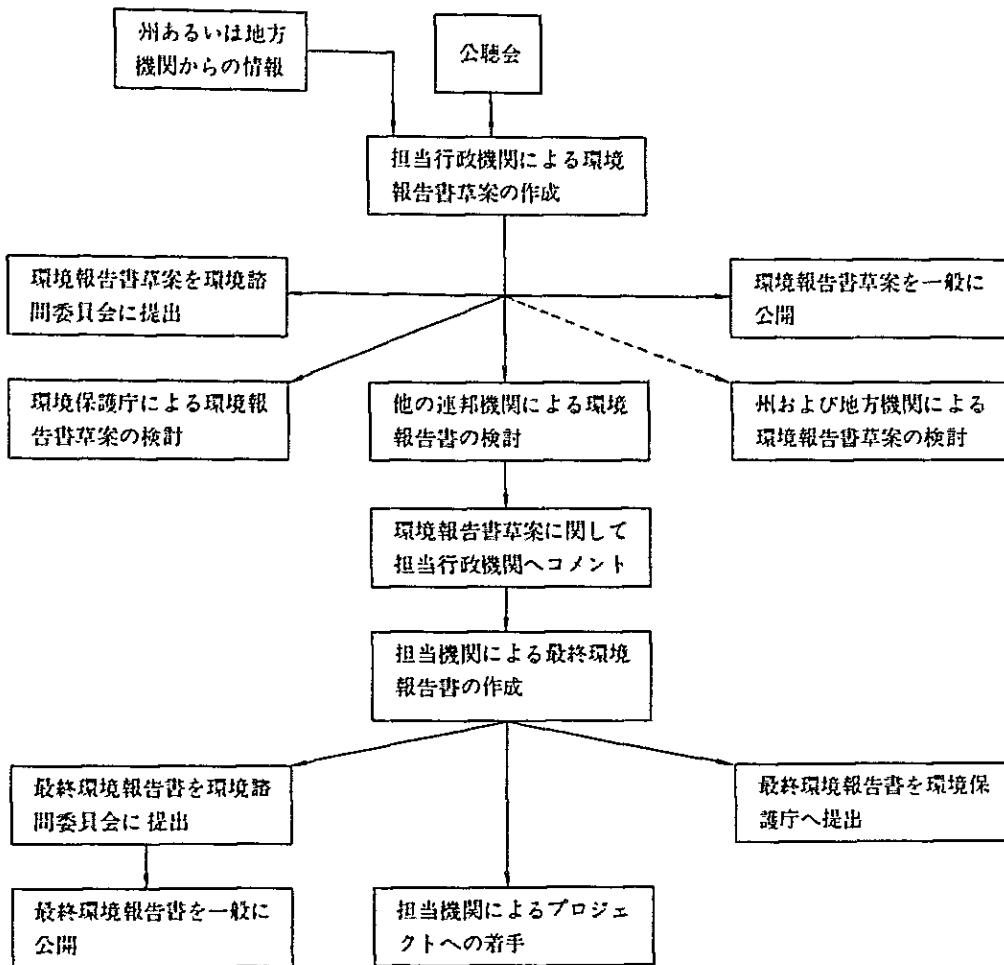 州あるいは地方
機関からの情報
公聴会
担当行政機関による環境
報告書草案の作成
環境報告書草案を環境諮
問委員会に提出
環境報告書草案を一般に
公開
環境保護庁による環境報
告書草案の検討
他の連邦機関による環境
報告書の検討
州および地方機関による
環境報告書草案の検討
環境報告書草案に関して
担当行政機関へコメント
担当機関による最終環境
報告書の作成
最終環境報告書を環境諮
問委員会に提出
最終環境報告書を環境保
護庁へ提出
最終環境報告書を一般に
公開
担当機関によるプロジェ
クトへの着手